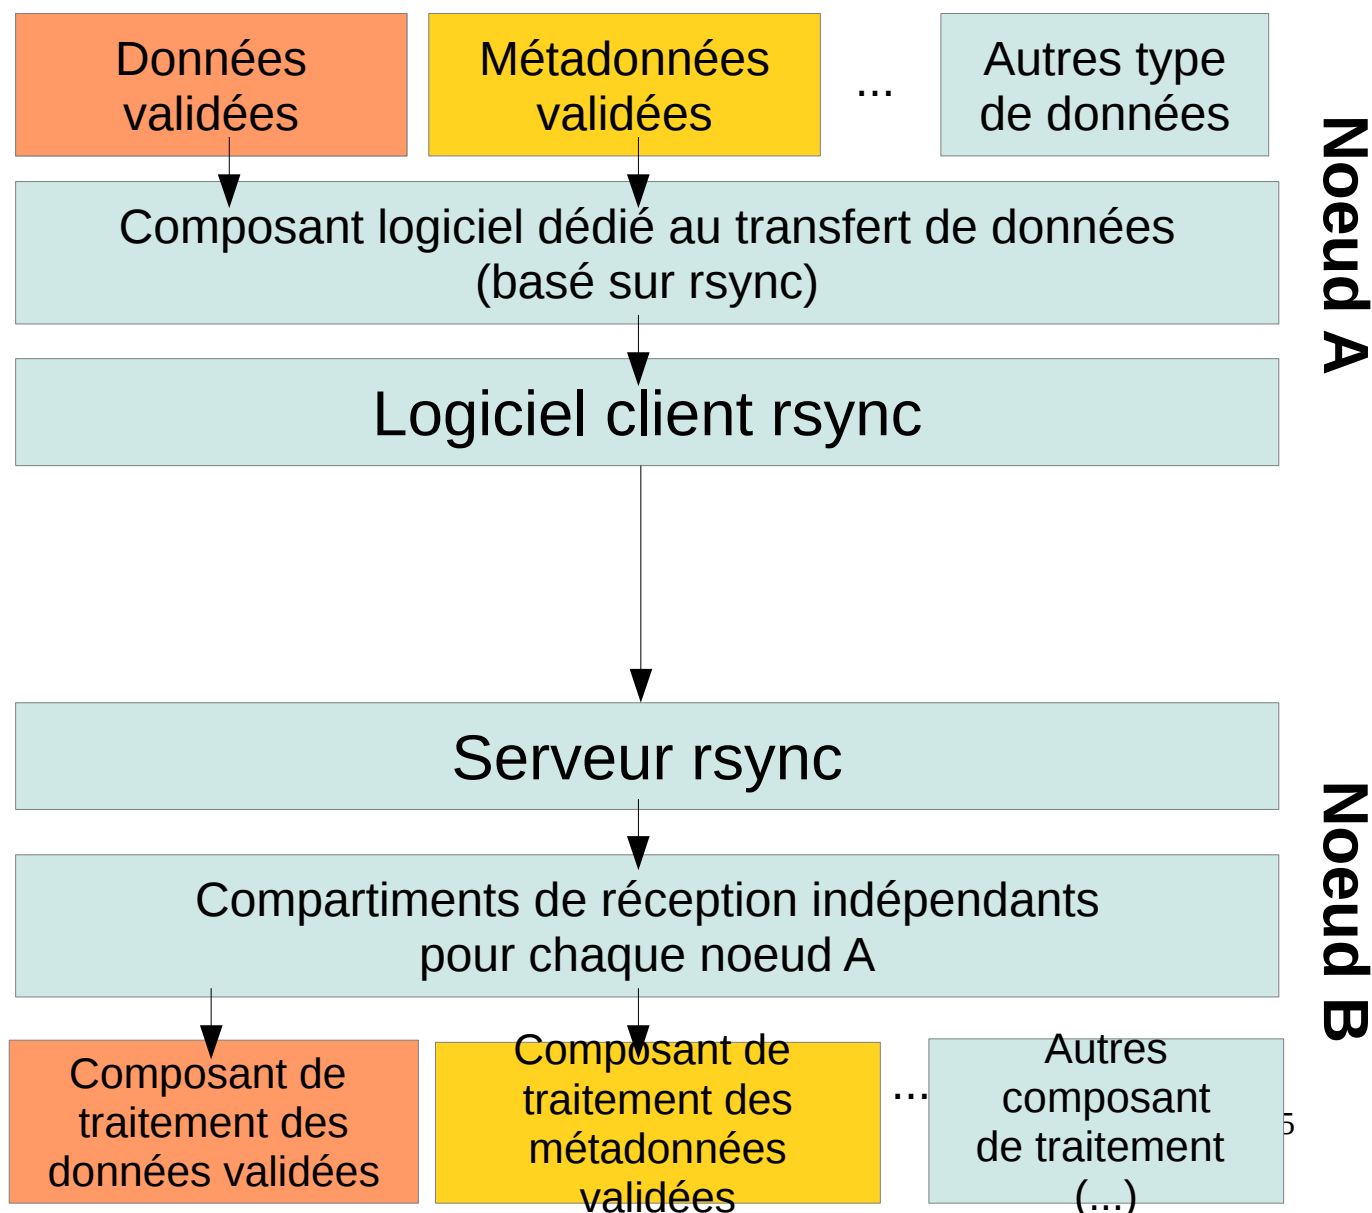 Données
validées
Métadonnées
validées
...
Autres type
de données
Noeud A
Composant logiciel dédié au transfert de données
(basé sur rsync)
Logiciel client rsync
Serveur rsync
Noeud B
Compartiments de réception indépendants
pour chaque noeud A
Composant de
traitement des
données validées
Composant de
traitement des
métadonnées
validées
...
Autres
composant
de traitement
(...)
5